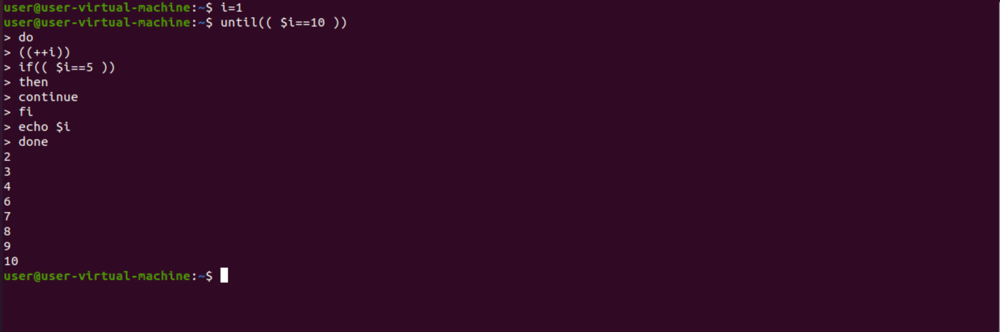 user@user-virtual-machine:~$ i=1
user@user-virtual-machine:~$ until(( $i==10 ))
> do
> ((++i))
> if(( $i==5 ))
> then
> continue
> fi
> echo $i
> done
2
3
4
6
7
8
9
10
user@user-virtual-machine:~$